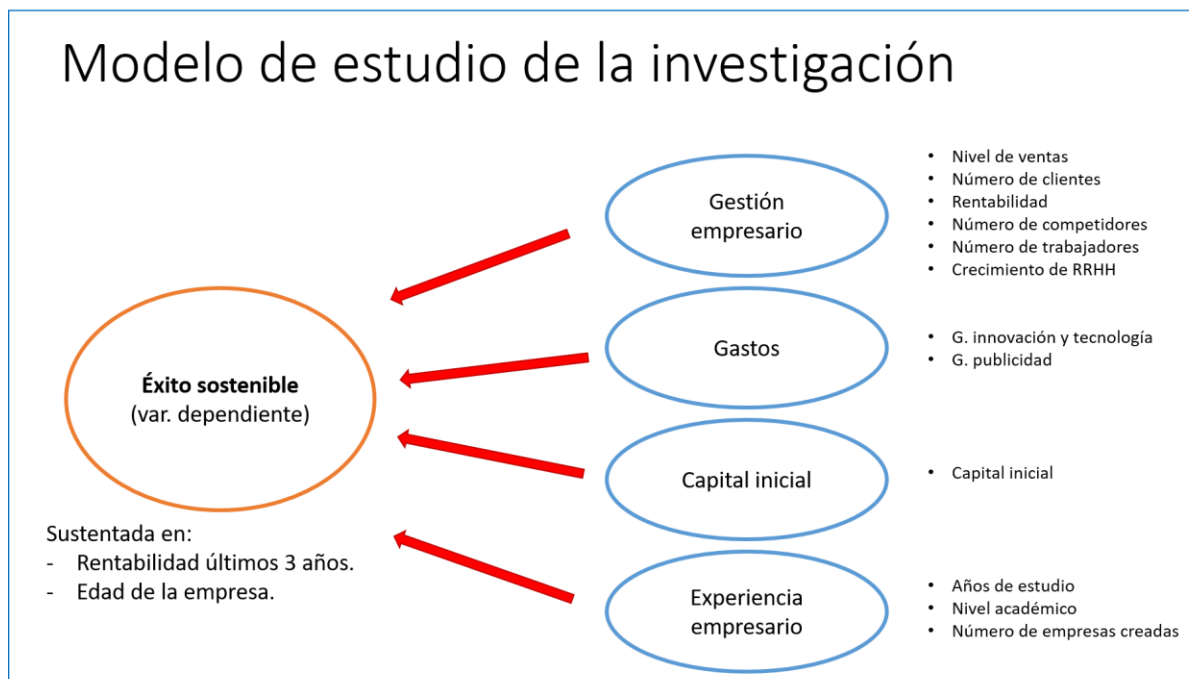 Modelo de estudio de la investigación
Éxito sostenible
(var. dependiente)
Sustentada en:
- Rentabilidad últimos 3 años.
- Edad de la empresa.
Gestión
empresario
• Nivel de ventas
• Número de clientes
• Rentabilidad
• Número de competidores
• Número de trabajadores
• Crecimiento de RRHH
Gastos
• G. innovación y tecnología
• G. publicidad
Capital inicial
• Capital inicial
Experiencia
empresario
• Años de estudio
• Nivel académico
• Número de empresas creadas